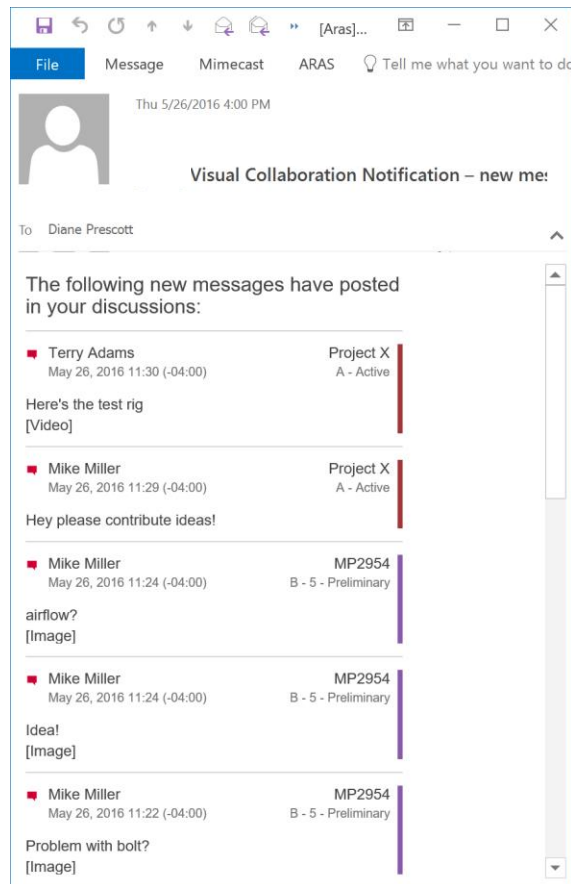 [Aras]...
File Message Mimecast ARAS Tell me what you want to do
Thu 5/26/2016 4:00 PM
Visual Collaboration Notification – new mes
To Diane Prescott
The following new messages have posted
in your discussions:
Terry Adams Project X
May 26, 2016 11:30 (-04:00) A - Active
Here's the test rig
[Video]
Mike Miller Project X
May 26, 2016 11:29 (-04:00) A - Active
Hey please contribute ideas!
Mike Miller MP2954
May 26, 2016 11:24 (-04:00) B - 5 - Preliminary
airflow?
[Image]
Mike Miller MP2954
May 26, 2016 11:24 (-04:00) B - 5 - Preliminary
Idea!
[Image]
Mike Miller MP2954
May 26, 2016 11:22 (-04:00) B - 5 - Preliminary
Problem with bolt?
[Image]